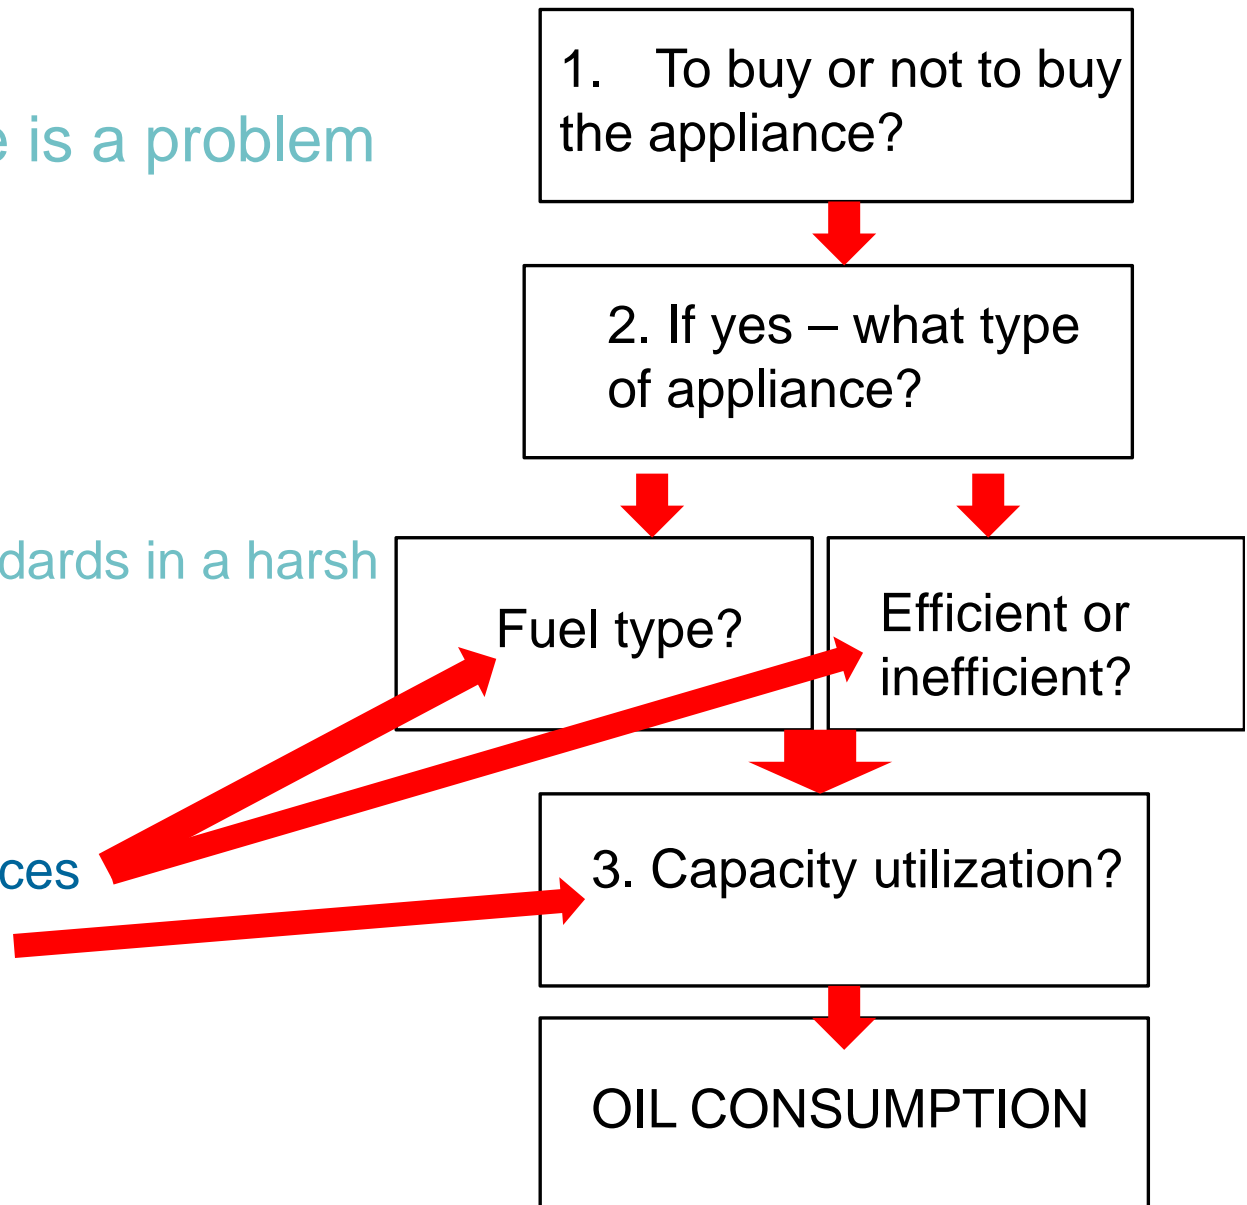 1. To buy or not to buy
the appliance?
e is a problem
2. If yes – what type
of appliance?
dards in a harsh
Fuel type?
Efficient or
inefficient?
ces
3. Capacity utilization?
OIL CONSUMPTION